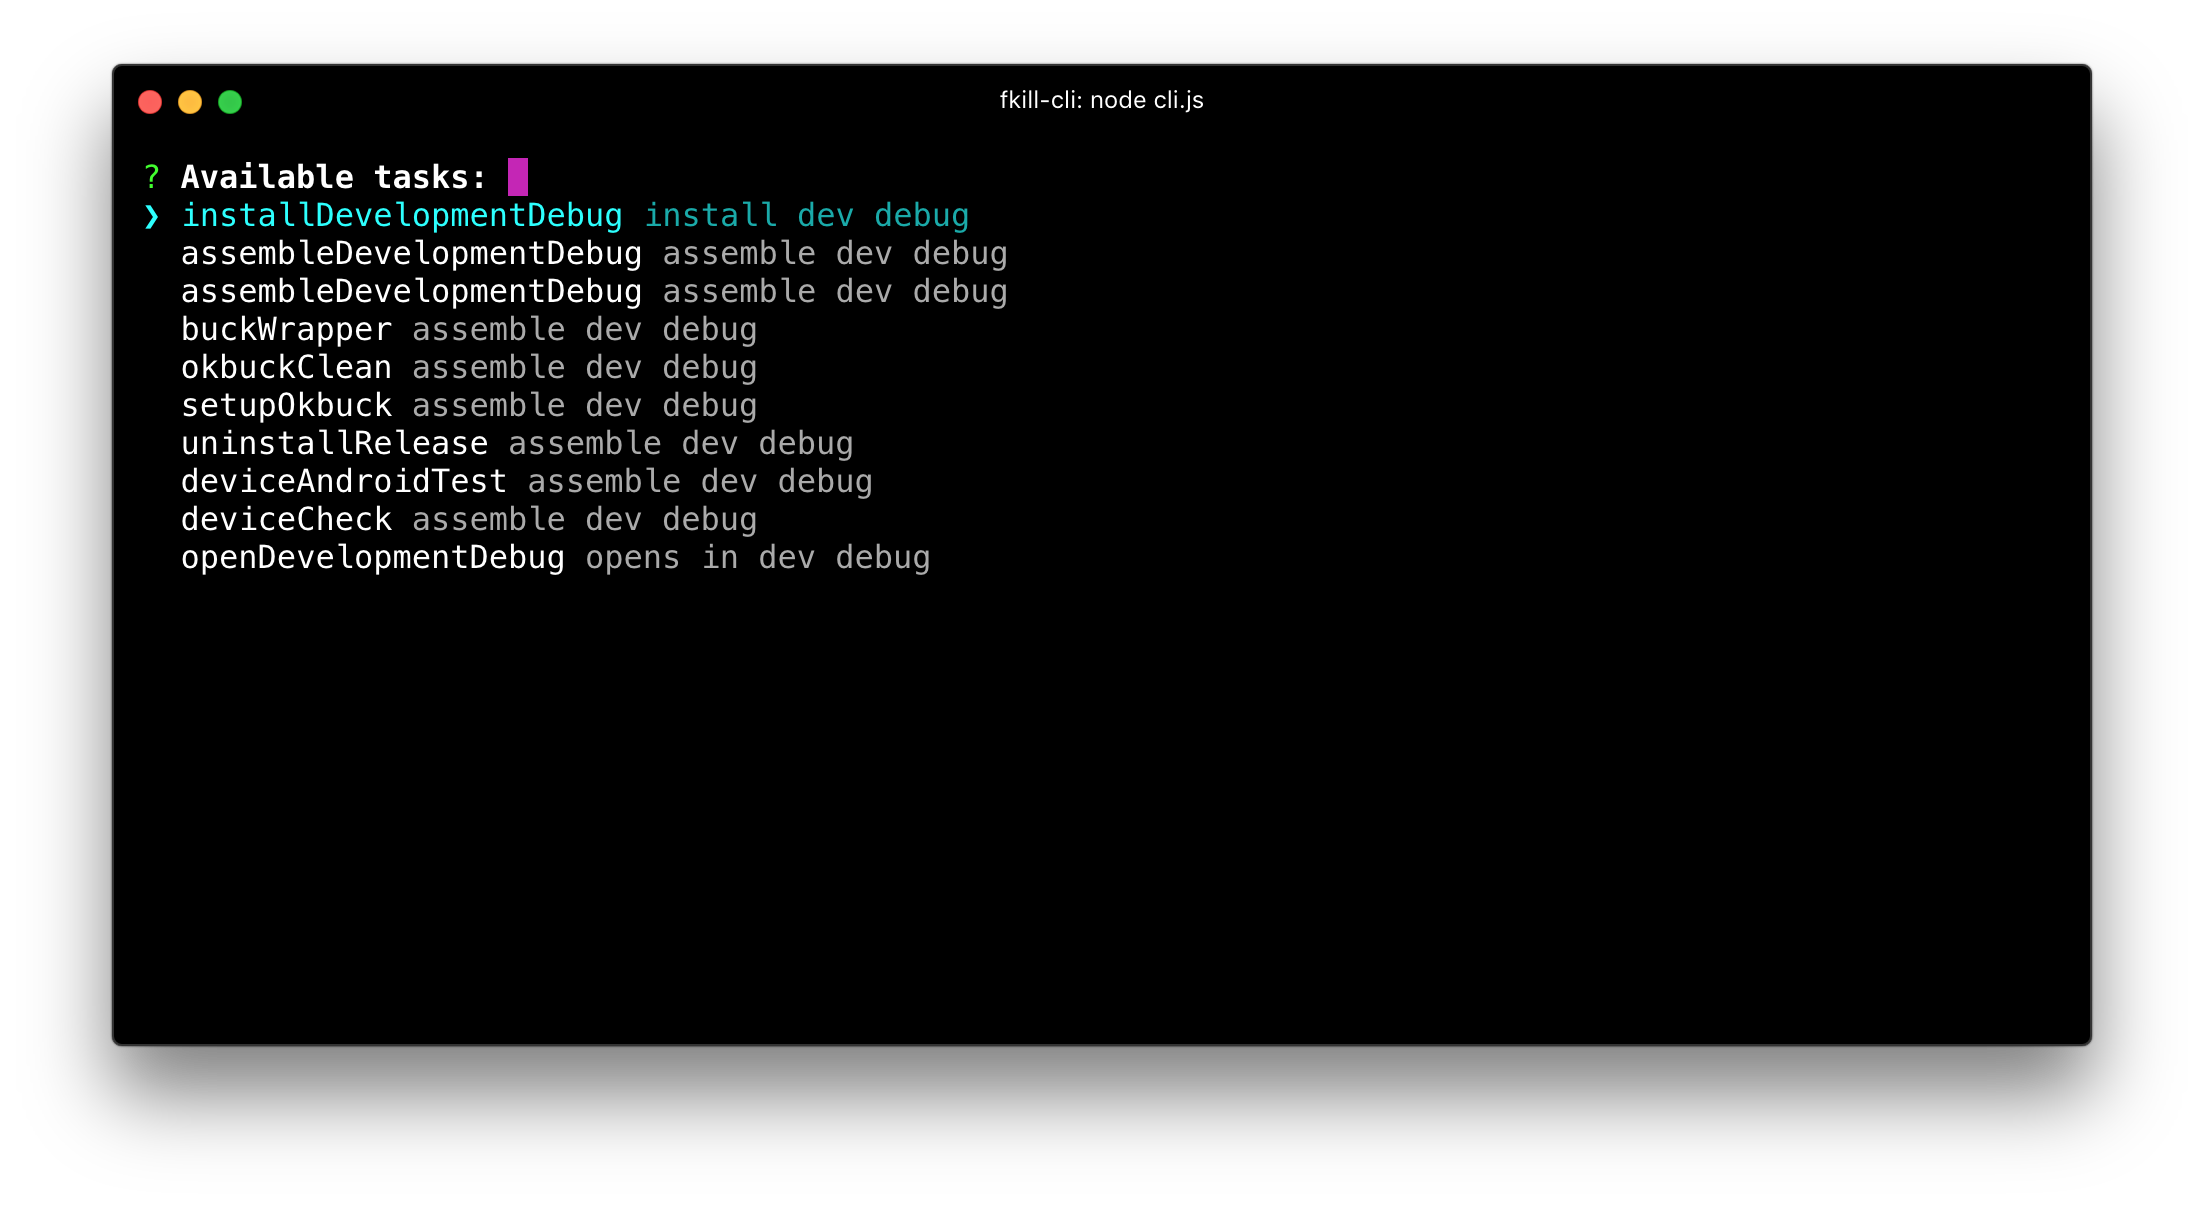 fkill-cli: node cli.js
? Available tasks:
❯ installDevelopmentDebug install dev debug
assembleDevelopmentDebug assemble dev debug
assembleDevelopmentDebug assemble dev debug
buckWrapper assemble dev debug
okbuckClean assemble dev debug
setupOkbuck assemble dev debug
uninstallRelease assemble dev debug
deviceAndroidTest assemble dev debug
deviceCheck assemble dev debug
openDevelopmentDebug opens in dev debug